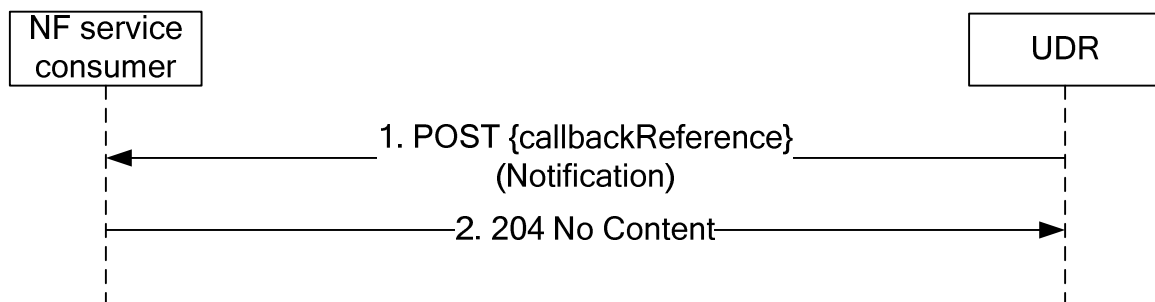 NF service
consumer
UDR
1. POST {callbackReference}
(Notification)
2. 204 No Content